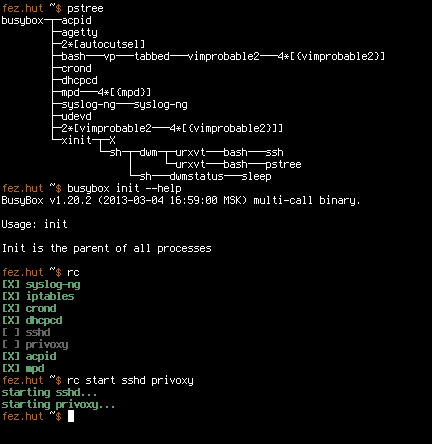 fez.hut ~$ pstree
busybox─┬─acpid
        ├─agetty
        ├─2*[autocutsel]
        ├─bash───vp───tabbed───vimprobable2───4*[{vimprobable2}]
        ├─crond
        ├─dhcpcd
        ├─mpd───4*[{mpd}]
        ├─syslog-ng───syslog-ng
        ├─udevd
        ├─2*[vimprobable2───4*[{vimprobable2}]]
        └─xinit─┬─X
                └─sh─┬─dwm─┬─urxvt───bash───ssh
                     │     └─urxvt───bash───pstree
                     └─sh───dwmstatus───sleep
fez.hut ~$ busybox init --help
BusyBox v1.20.2 (2013-03-04 16:59:00 MSK) multi-call binary.

Usage: init

Init is the parent of all processes

fez.hut ~$ rc
[X] syslog-ng
[X] iptables
[X] crond
[X] dhcpcd
[ ] sshd
[ ] privoxy
[X] acpid
[X] mpd
fez.hut ~$ rc start sshd privoxy
starting sshd...
starting privoxy...
fez.hut ~$